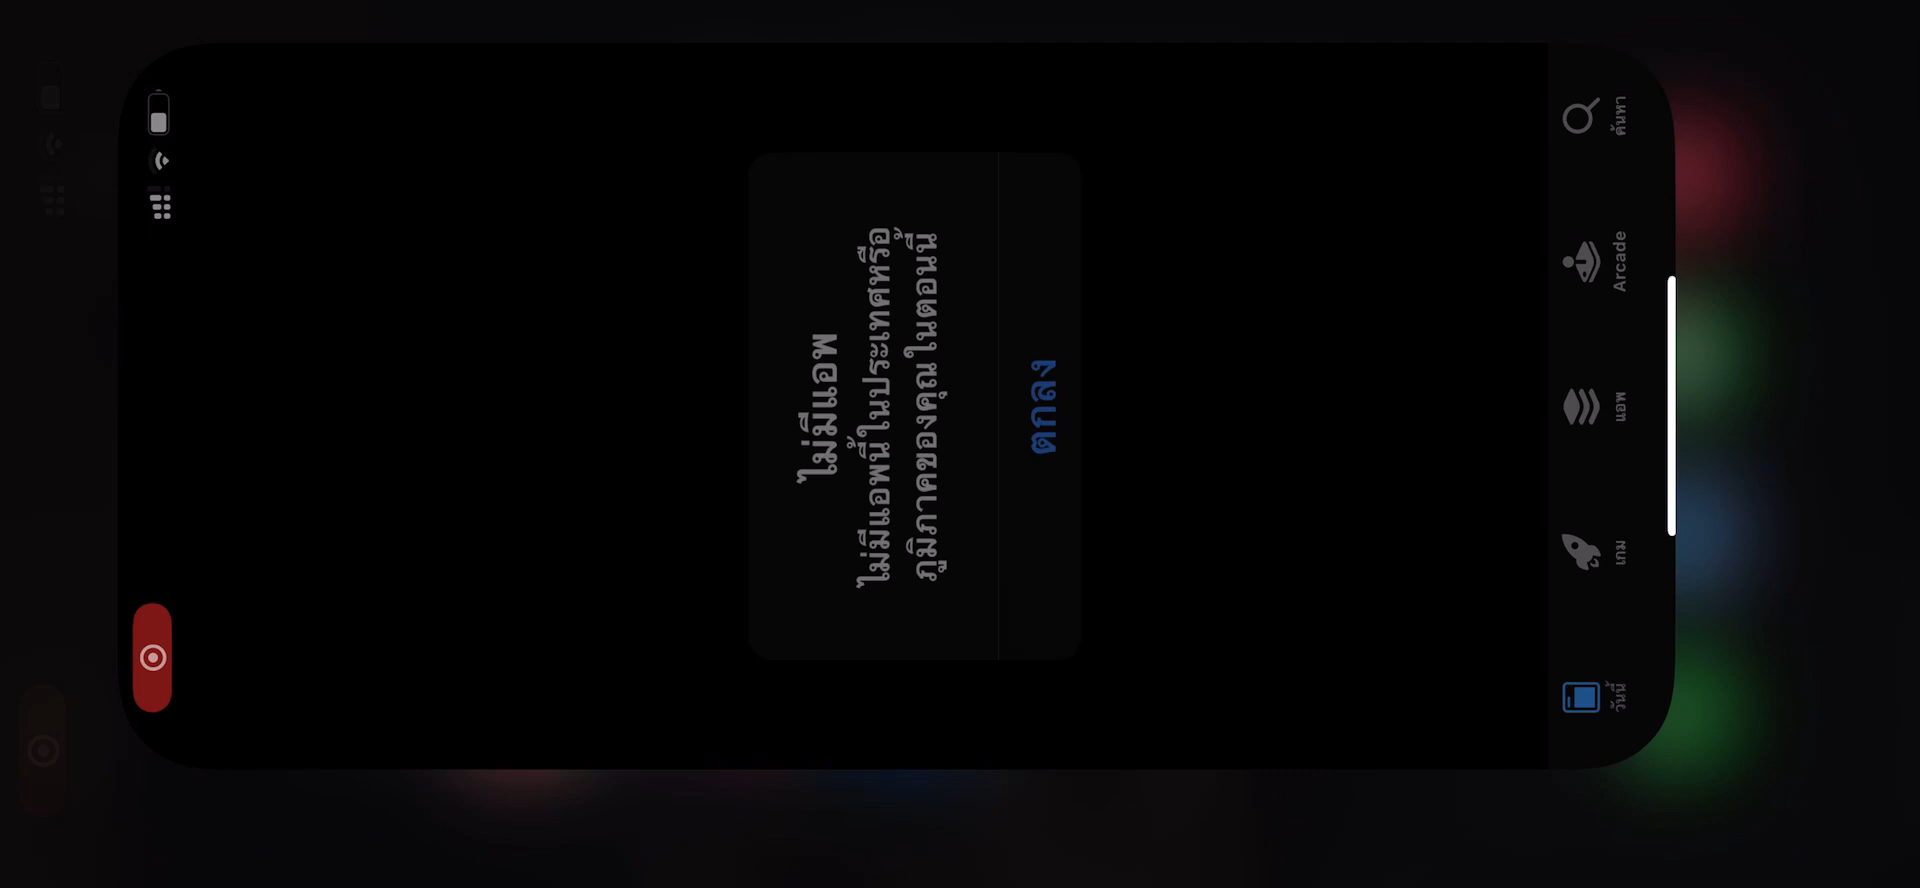 ไม่มีแอพ
ไม่มีแอพนี้ในประเทศหรือ
ภูมิภาคของคุณในตอนนี้
ตกลง
วันนี้
เกม
แอพ
Arcade
ค้นหา